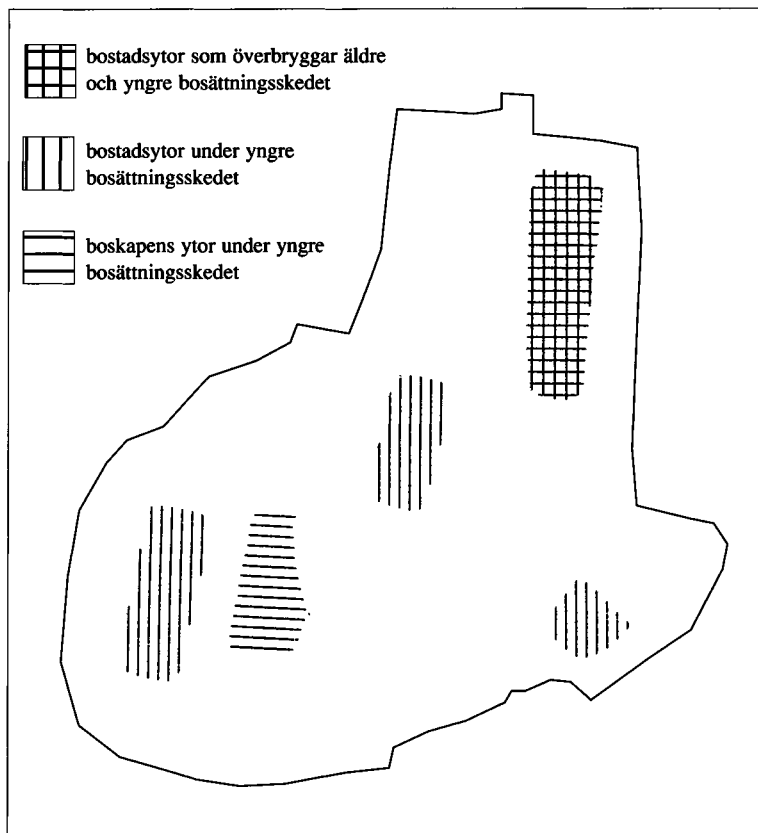 bostadsytor som överbryggar äldre
och yngre bosättningsskedet
bostadsytor under yngre
bosättningsskedet
boskapens ytor under yngre
bosättningsskedet